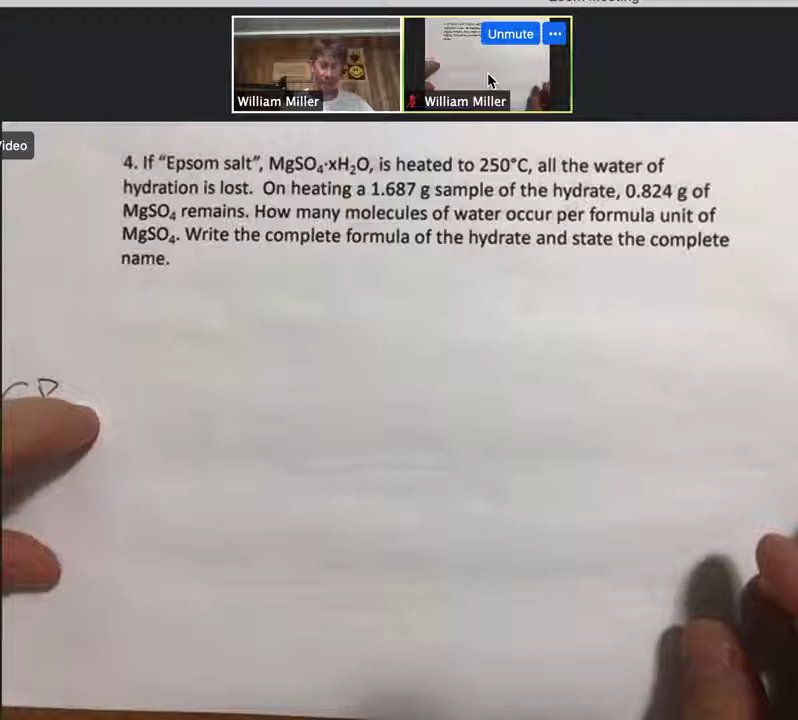 Unmute
William Miller
William Miller
4. If “Epsom salt”, MgSO₄·xH₂O, is heated to 250°C, all the water of
hydration is lost. On heating a 1.687 g sample of the hydrate, 0.824 g of
MgSO₄ remains. How many molecules of water occur per formula unit of
MgSO₄. Write the complete formula of the hydrate and state the complete
name.